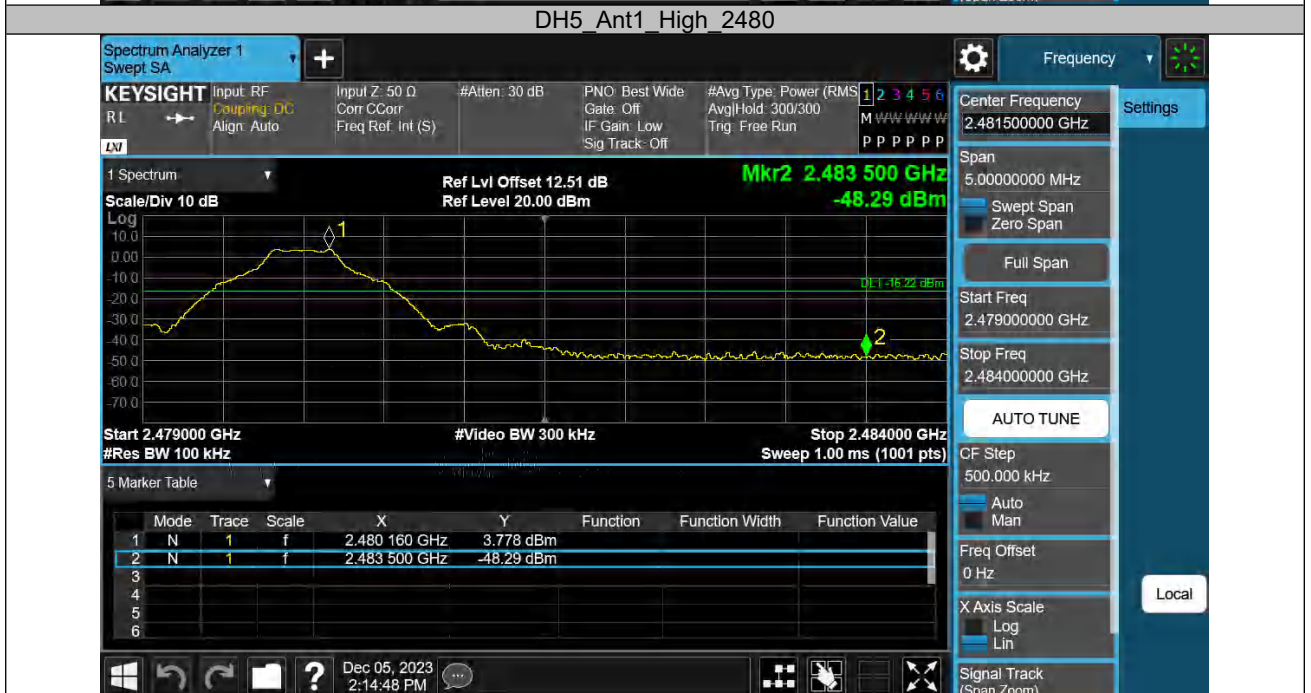 DH5_Ant1_High_2480
Spectrum Analyzer 1
Swept SA
+
Frequency
KEYSIGHT
RL
LXI
Input: RF
Coupling: DC
Align: Auto
Input Z: 50 Ω
Corr CCorr
Freq Ref: Int (S)
#Atten: 30 dB
PNO: Best Wide
Gate: Off
IF Gain: Low
Sig Track: Off
#Avg Type: Power (RMS
Avg|Hold: 300/300
Trig: Free Run
1 2 3 4 5 6
M W W W W W
P P P P P P
Center Frequency
2.481500000 GHz
Settings
1 Spectrum
Scale/Div 10 dB
Ref Lvl Offset 12.51 dB
Ref Level 20.00 dBm
Mkr2 2.483 500 GHz
-48.29 dBm
Span
5.00000000 MHz
Swept Span
Zero Span
Full Span
Start Freq
2.479000000 GHz
Stop Freq
2.484000000 GHz
AUTO TUNE
CF Step
500.000 kHz
Auto
Man
Freq Offset
0 Hz
X Axis Scale
Log
Lin
Signal Track
(Span Zoom)
Local
Log
10.0
0.00
-10.0
-20.0
-30.0
-40.0
-50.0
-60.0
-70.0
1
DL1 -16.22 dBm
2
Start 2.479000 GHz
#Video BW 300 kHz
Stop 2.484000 GHz
#Res BW 100 kHz
Sweep 1.00 ms (1001 pts)
5 Marker Table
Mode Trace Scale X Y Function Function Width Function Value
1 N 1 f 2.480 160 GHz 3.778 dBm
2 N 1 f 2.483 500 GHz -48.29 dBm
3
4
5
6
?
Dec 05, 2023
2:14:48 PM